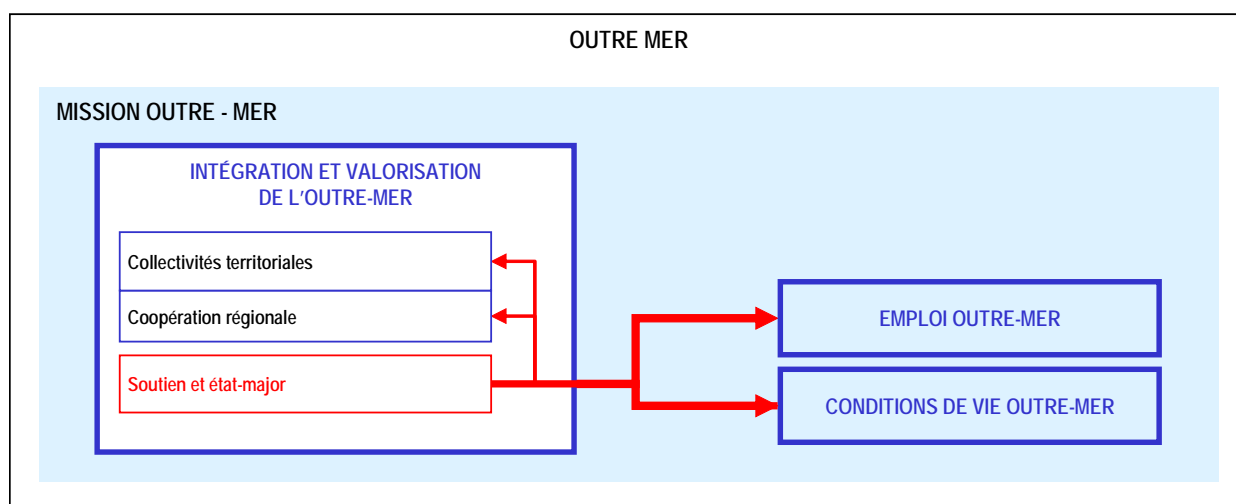 OUTRE MER
MISSION OUTRE - MER
INTÉGRATION ET VALORISATION
DE L'OUTRE-MER
Collectivités territoriales
Coopération régionale
Soutien et état-major
EMPLOI OUTRE-MER
CONDITIONS DE VIE OUTRE-MER